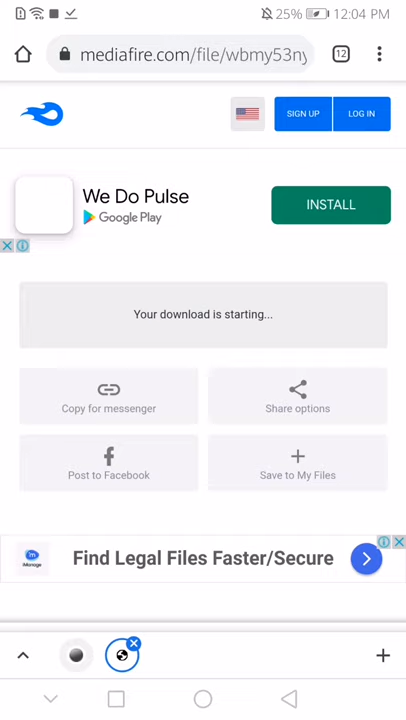 25% 12:04 PM
mediafire.com/file/wbmy53ny
12
SIGN UP
LOG IN
We Do Pulse
Google Play
INSTALL
Your download is starting...
Copy for messenger
Share options
Post to Facebook
Save to My Files
iManage
Find Legal Files Faster/Secure